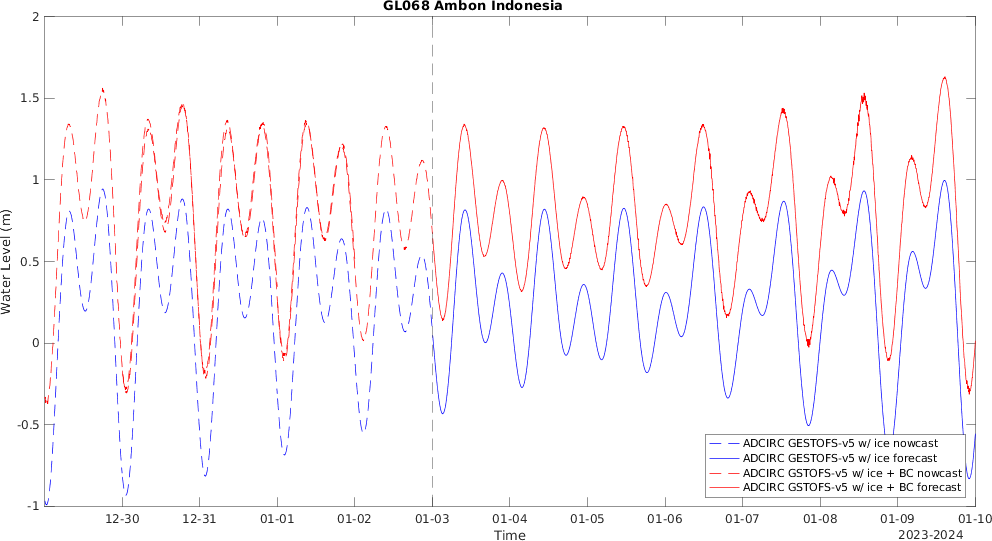 GL068 Ambon Indonesia
2
1.5
1
0.5
0
-0.5
-1
Water Level (m)
ADCIRC GESTOFS-v5 w/ ice nowcast
ADCIRC GESTOFS-v5 w/ ice forecast
ADCIRC GSTOFS-v5 w/ ice + BC nowcast
ADCIRC GSTOFS-v5 w/ ice + BC forecast
12-30 12-31 01-01 01-02 01-03 01-04 01-05 01-06 01-07 01-08 01-09 01-10
Time
2023-2024